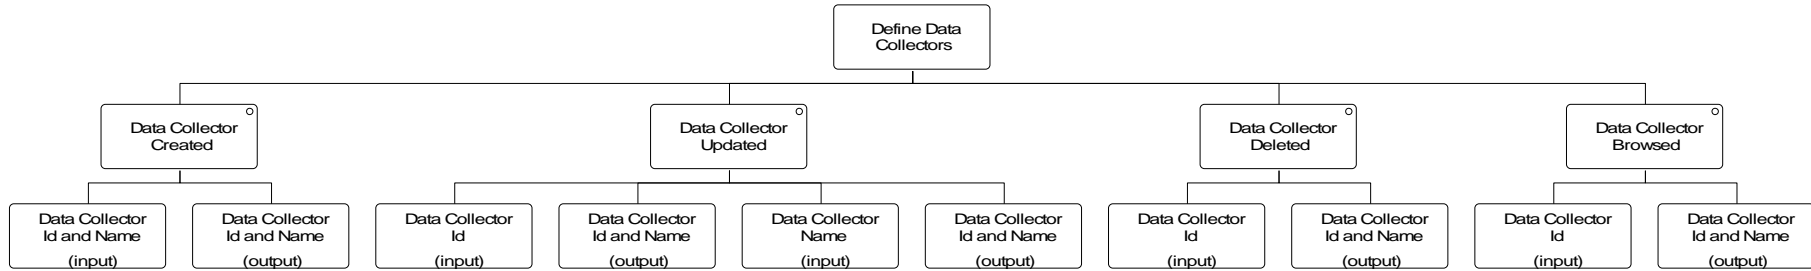 Define Data
Collectors
Data Collector
Created
Data Collector
Updated
Data Collector
Deleted
Data Collector
Browsed
Data Collector
Id and Name
(input)
Data Collector
Id and Name
(output)
Data Collector
Id
(input)
Data Collector
Id and Name
(output)
Data Collector
Name
(input)
Data Collector
Id and Name
(output)
Data Collector
Id
(input)
Data Collector
Id and Name
(output)
Data Collector
Id
(input)
Data Collector
Id and Name
(output)